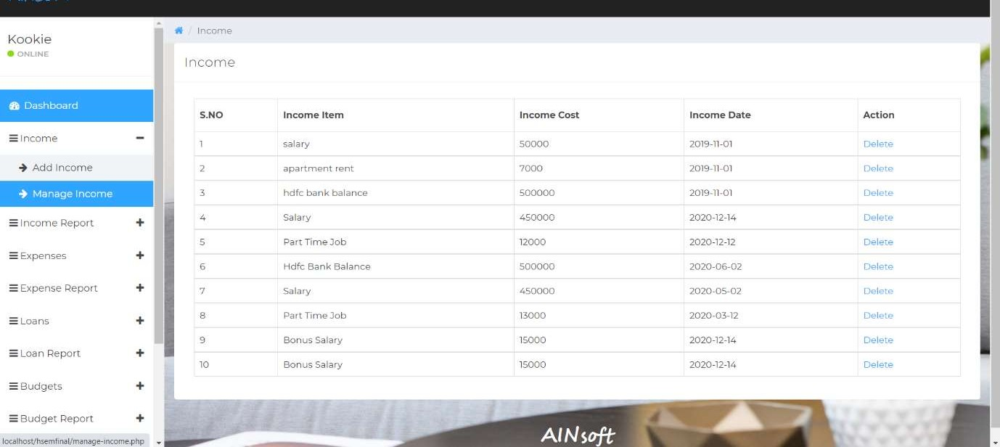 Kookie
ONLINE
Dashboard
Income
Add Income
Manage Income
Income Report
Expenses
Expense Report
Loans
Loan Report
Budgets
Budget Report
localhost/hsemfinal/manage-income.php
/ Income
Income
S.NO Income Item Income Cost Income Date Action
1 salary 50000 2019-11-01 Delete
2 apartment rent 7000 2019-11-01 Delete
3 hdfc bank balance 500000 2019-11-01 Delete
4 Salary 450000 2020-12-14 Delete
5 Part Time Job 12000 2020-12-12 Delete
6 Hdfc Bank Balance 500000 2020-06-02 Delete
7 Salary 450000 2020-05-02 Delete
8 Part Time Job 13000 2020-03-12 Delete
9 Bonus Salary 15000 2020-12-14 Delete
10 Bonus Salary 15000 2020-12-14 Delete
AINsoft